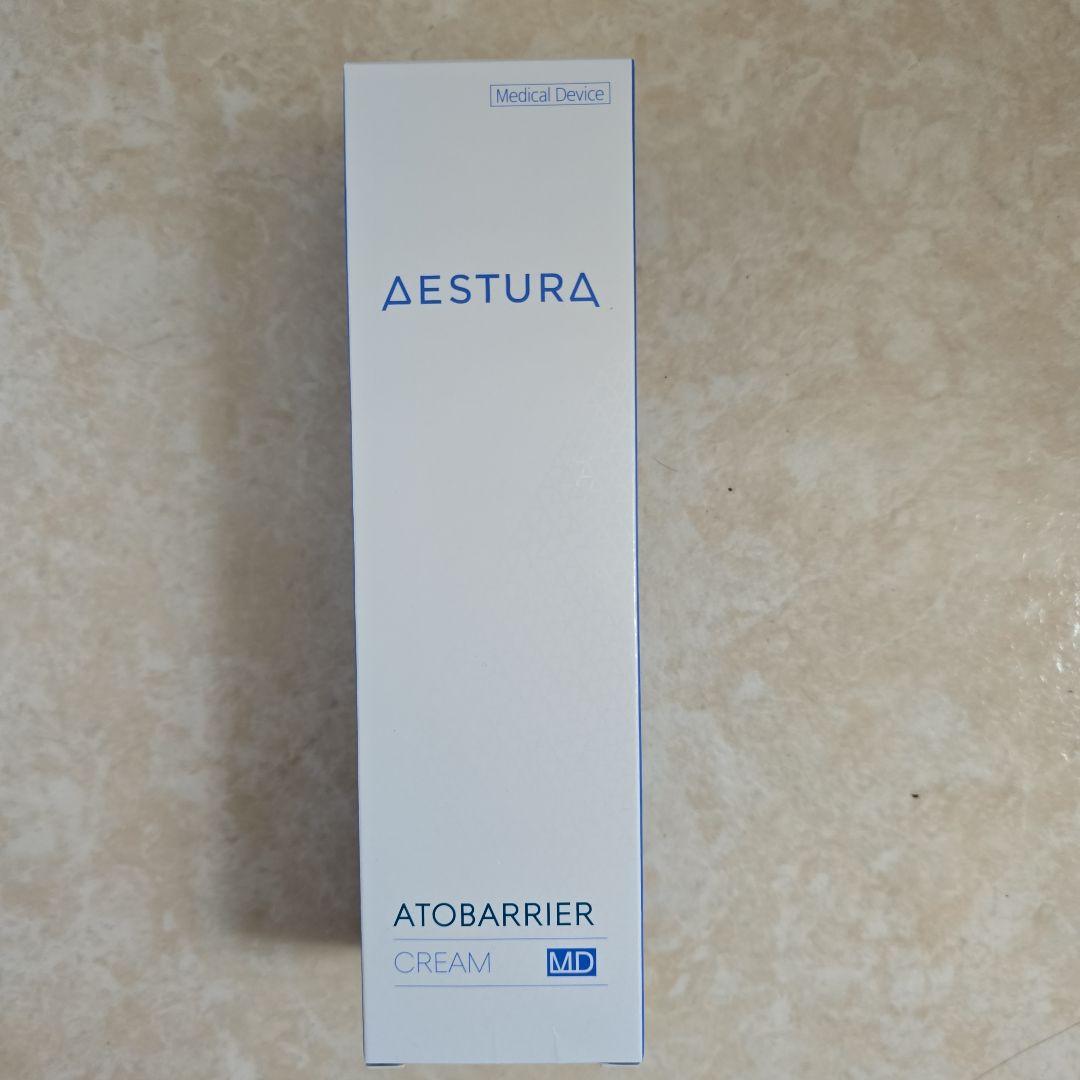 Medical Device
AESTURA
ATOBARRIER
CREAM MD